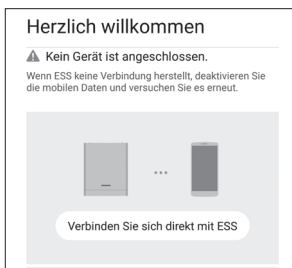 Herzlich willkommen
Kein Gerät ist angeschlossen.
Wenn ESS keine Verbindung herstellt, deaktivieren Sie
die mobilen Daten und versuchen Sie es erneut.
Verbinden Sie sich direkt mit ESS